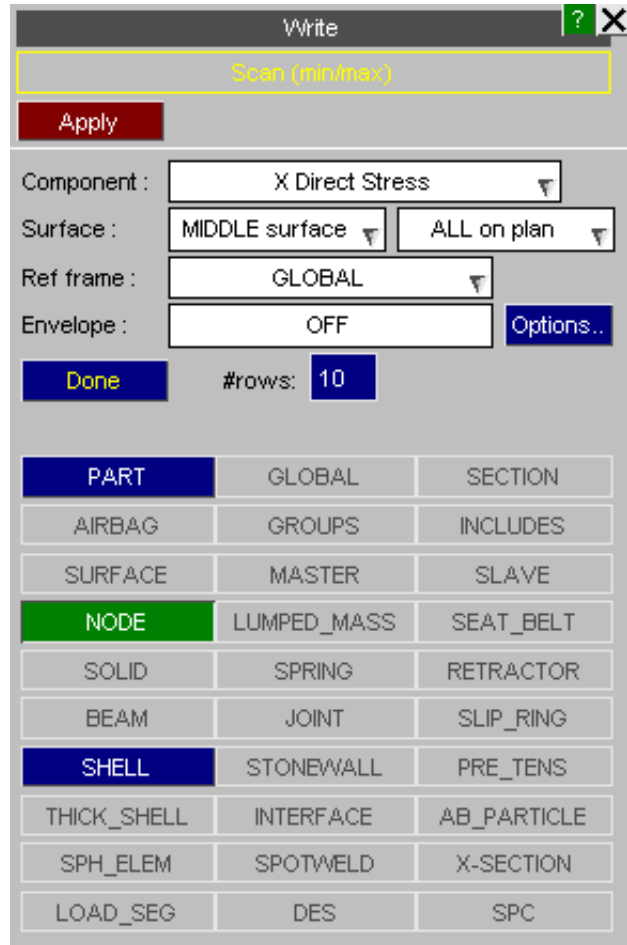 Write ? X
Scan (min/max)
Apply
Component : X Direct Stress
Surface : MIDDLE surface ALL on plan
Ref frame : GLOBAL
Envelope : OFF Options..
Done #rows: 10
PART GLOBAL SECTION
AIRBAG GROUPS INCLUDES
SURFACE MASTER SLAVE
NODE LUMPED_MASS SEAT_BELT
SOLID SPRING RETRACTOR
BEAM JOINT SLIP_RING
SHELL STONEWALL PRE_TENS
THICK_SHELL INTERFACE AB_PARTICLE
SPH_ELEM SPOTWELD X-SECTION
LOAD_SEG DES SPC